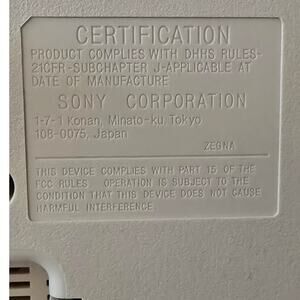 CERTIFICATION
PRODUCT COMPLIES WITH DHHS RULES-
21CFR-SUBCHAPTER J-APPLICABLE AT
DATE OF MANUFACTURE
SONY CORPORATION
1-7-1 Konan, Minato-ku, Tokyo
108-0075, Japan
ZEGNA
THIS DEVICE COMPLIES WITH PART 15 OF THE
FCC RULES. OPERATION IS SUBJECT TO THE
CONDITION THAT THIS DEVICE DOES NOT CAUSE
HARMFUL INTERFERENCE.